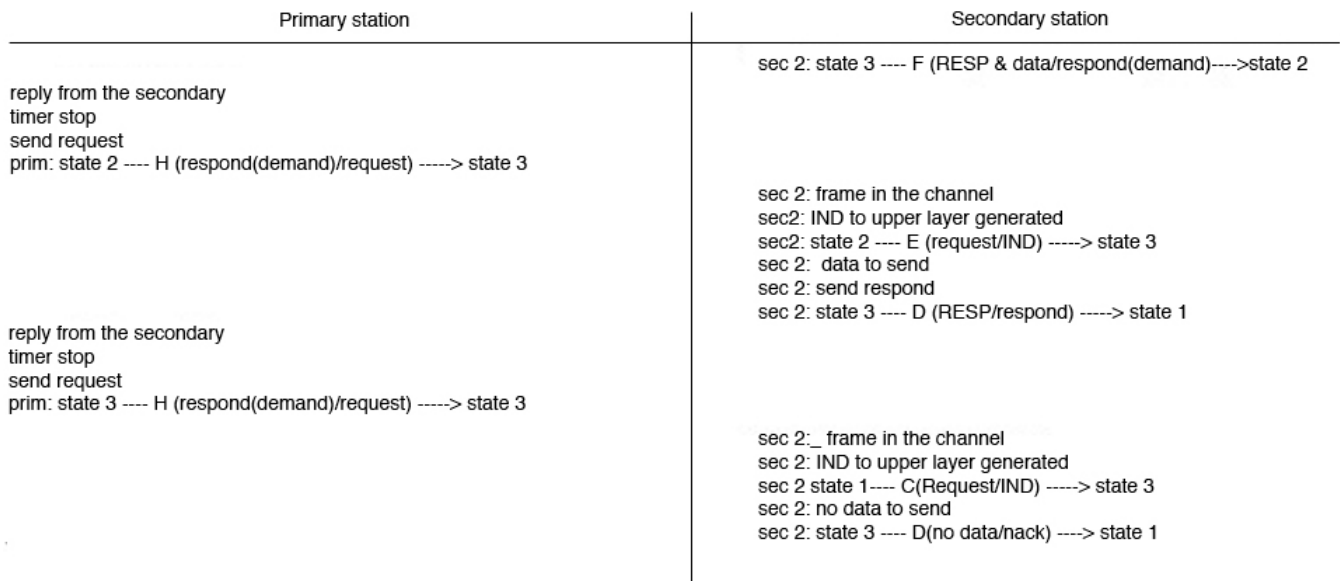 Primary station
Secondary station
sec 2: state 3 ---- F (RESP & data/respond(demand)---->state 2
reply from the secondary
timer stop
send request
prim: state 2 ---- H (respond(demand)/request) -----> state 3
sec 2: frame in the channel
sec2: IND to upper layer generated
sec2: state 2 ---- E (request/IND) -----> state 3
sec 2:  data to send
sec 2: send respond
sec 2: state 3 ---- D (RESP/respond) -----> state 1
reply from the secondary
timer stop
send request
prim: state 3 ---- H (respond(demand)/request) -----> state 3
sec 2:_ frame in the channel
sec 2: IND to upper layer generated
sec 2 state 1---- C(Request/IND) -----> state 3
sec 2: no data to send
sec 2: state 3 ---- D(no data/nack) ----> state 1